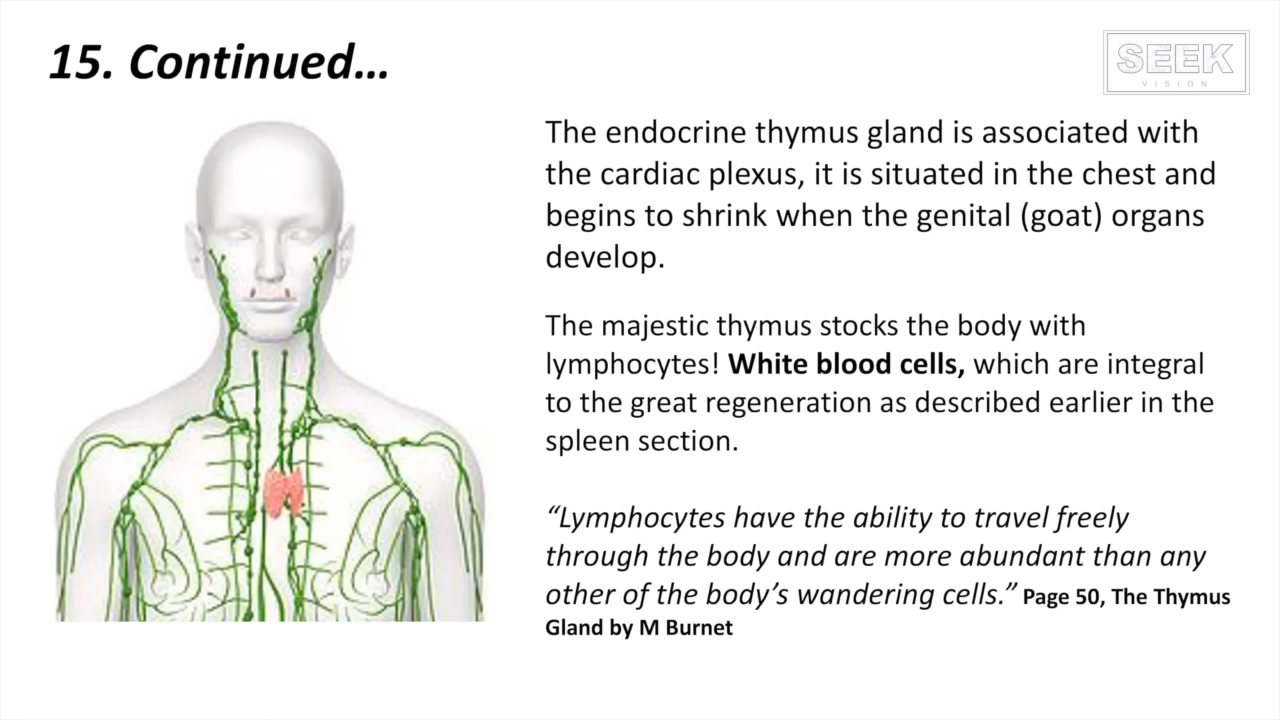 15. Continued...
SEEK
VISION
The endocrine thymus gland is associated with
the cardiac plexus, it is situated in the chest and
begins to shrink when the genital (goat) organs
develop.
The majestic thymus stocks the body with
lymphocytes! White blood cells, which are integral
to the great regeneration as described earlier in the
spleen section.
“Lymphocytes have the ability to travel freely
through the body and are more abundant than any
other of the body’s wandering cells.” Page 50, The Thymus
Gland by M Burnet